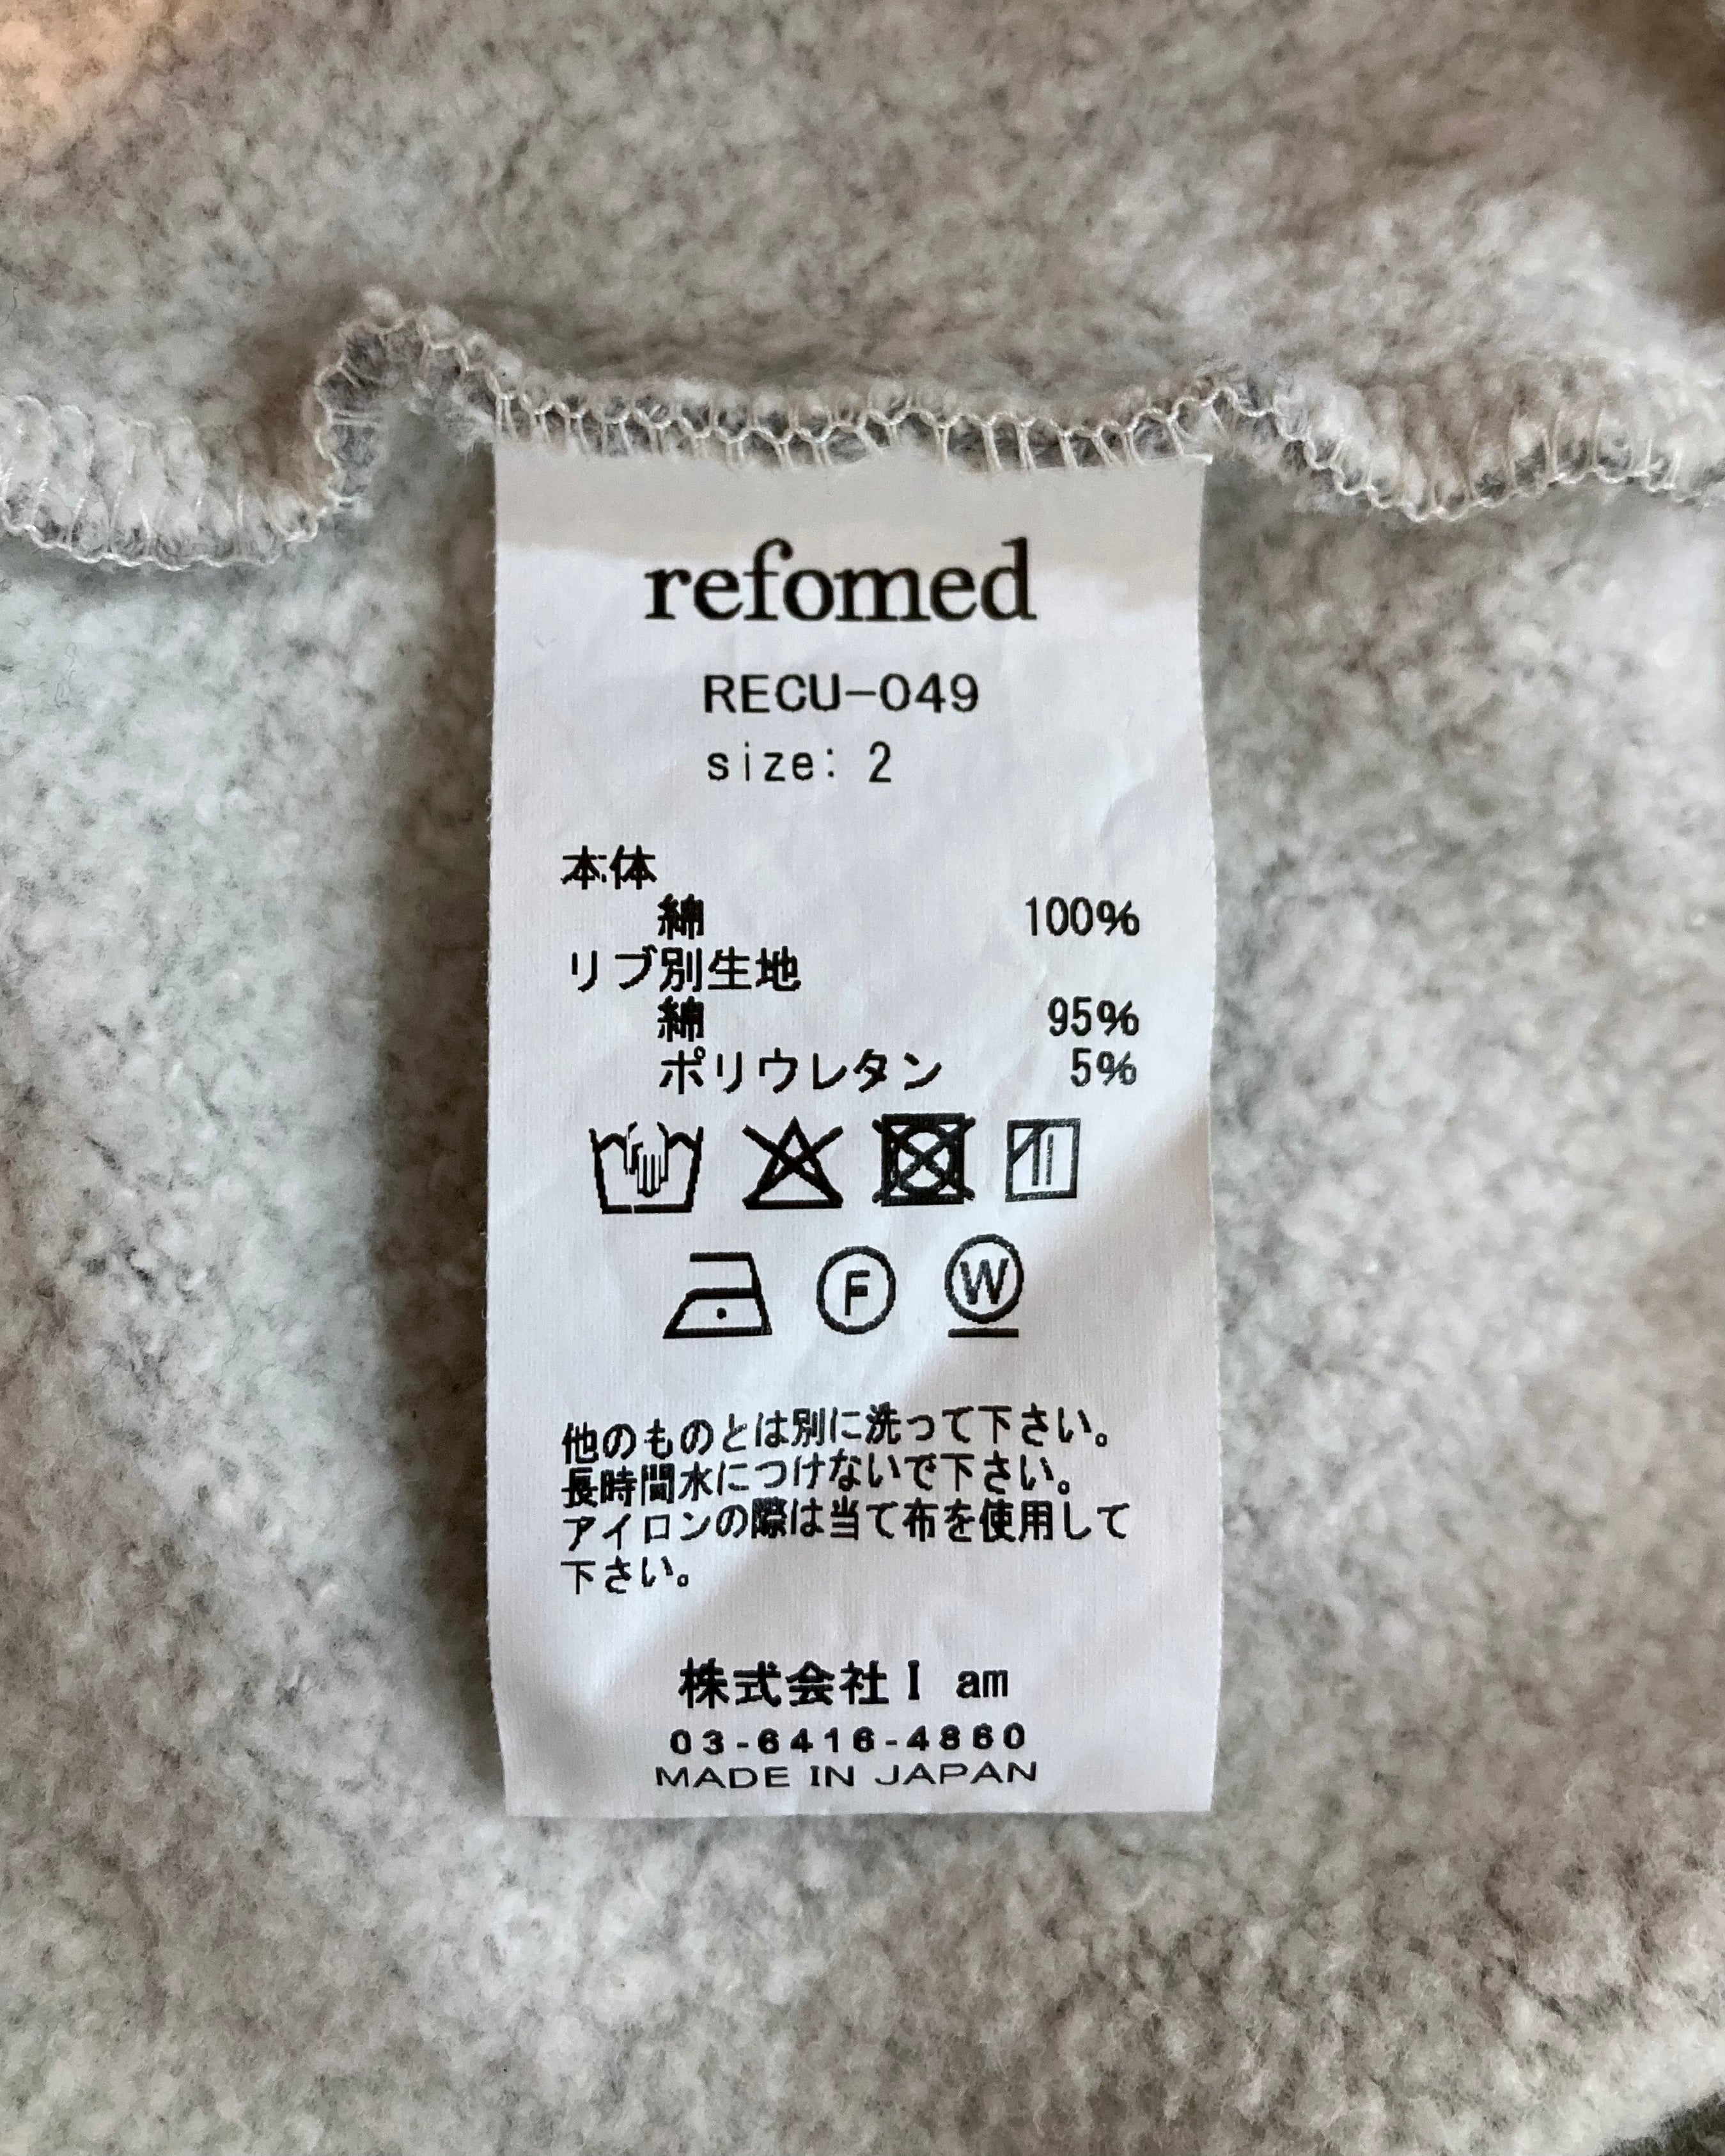 refomed
RECU-049
size: 2
本体
綿 100%
リブ別生地
綿 95%
ポリウレタン 5%
F W
他のものとは別に洗って下さい。
長時間水につけないで下さい。
アイロンの際は当て布を使用して
下さい。
株式会社I am
03-6416-4860
MADE IN JAPAN